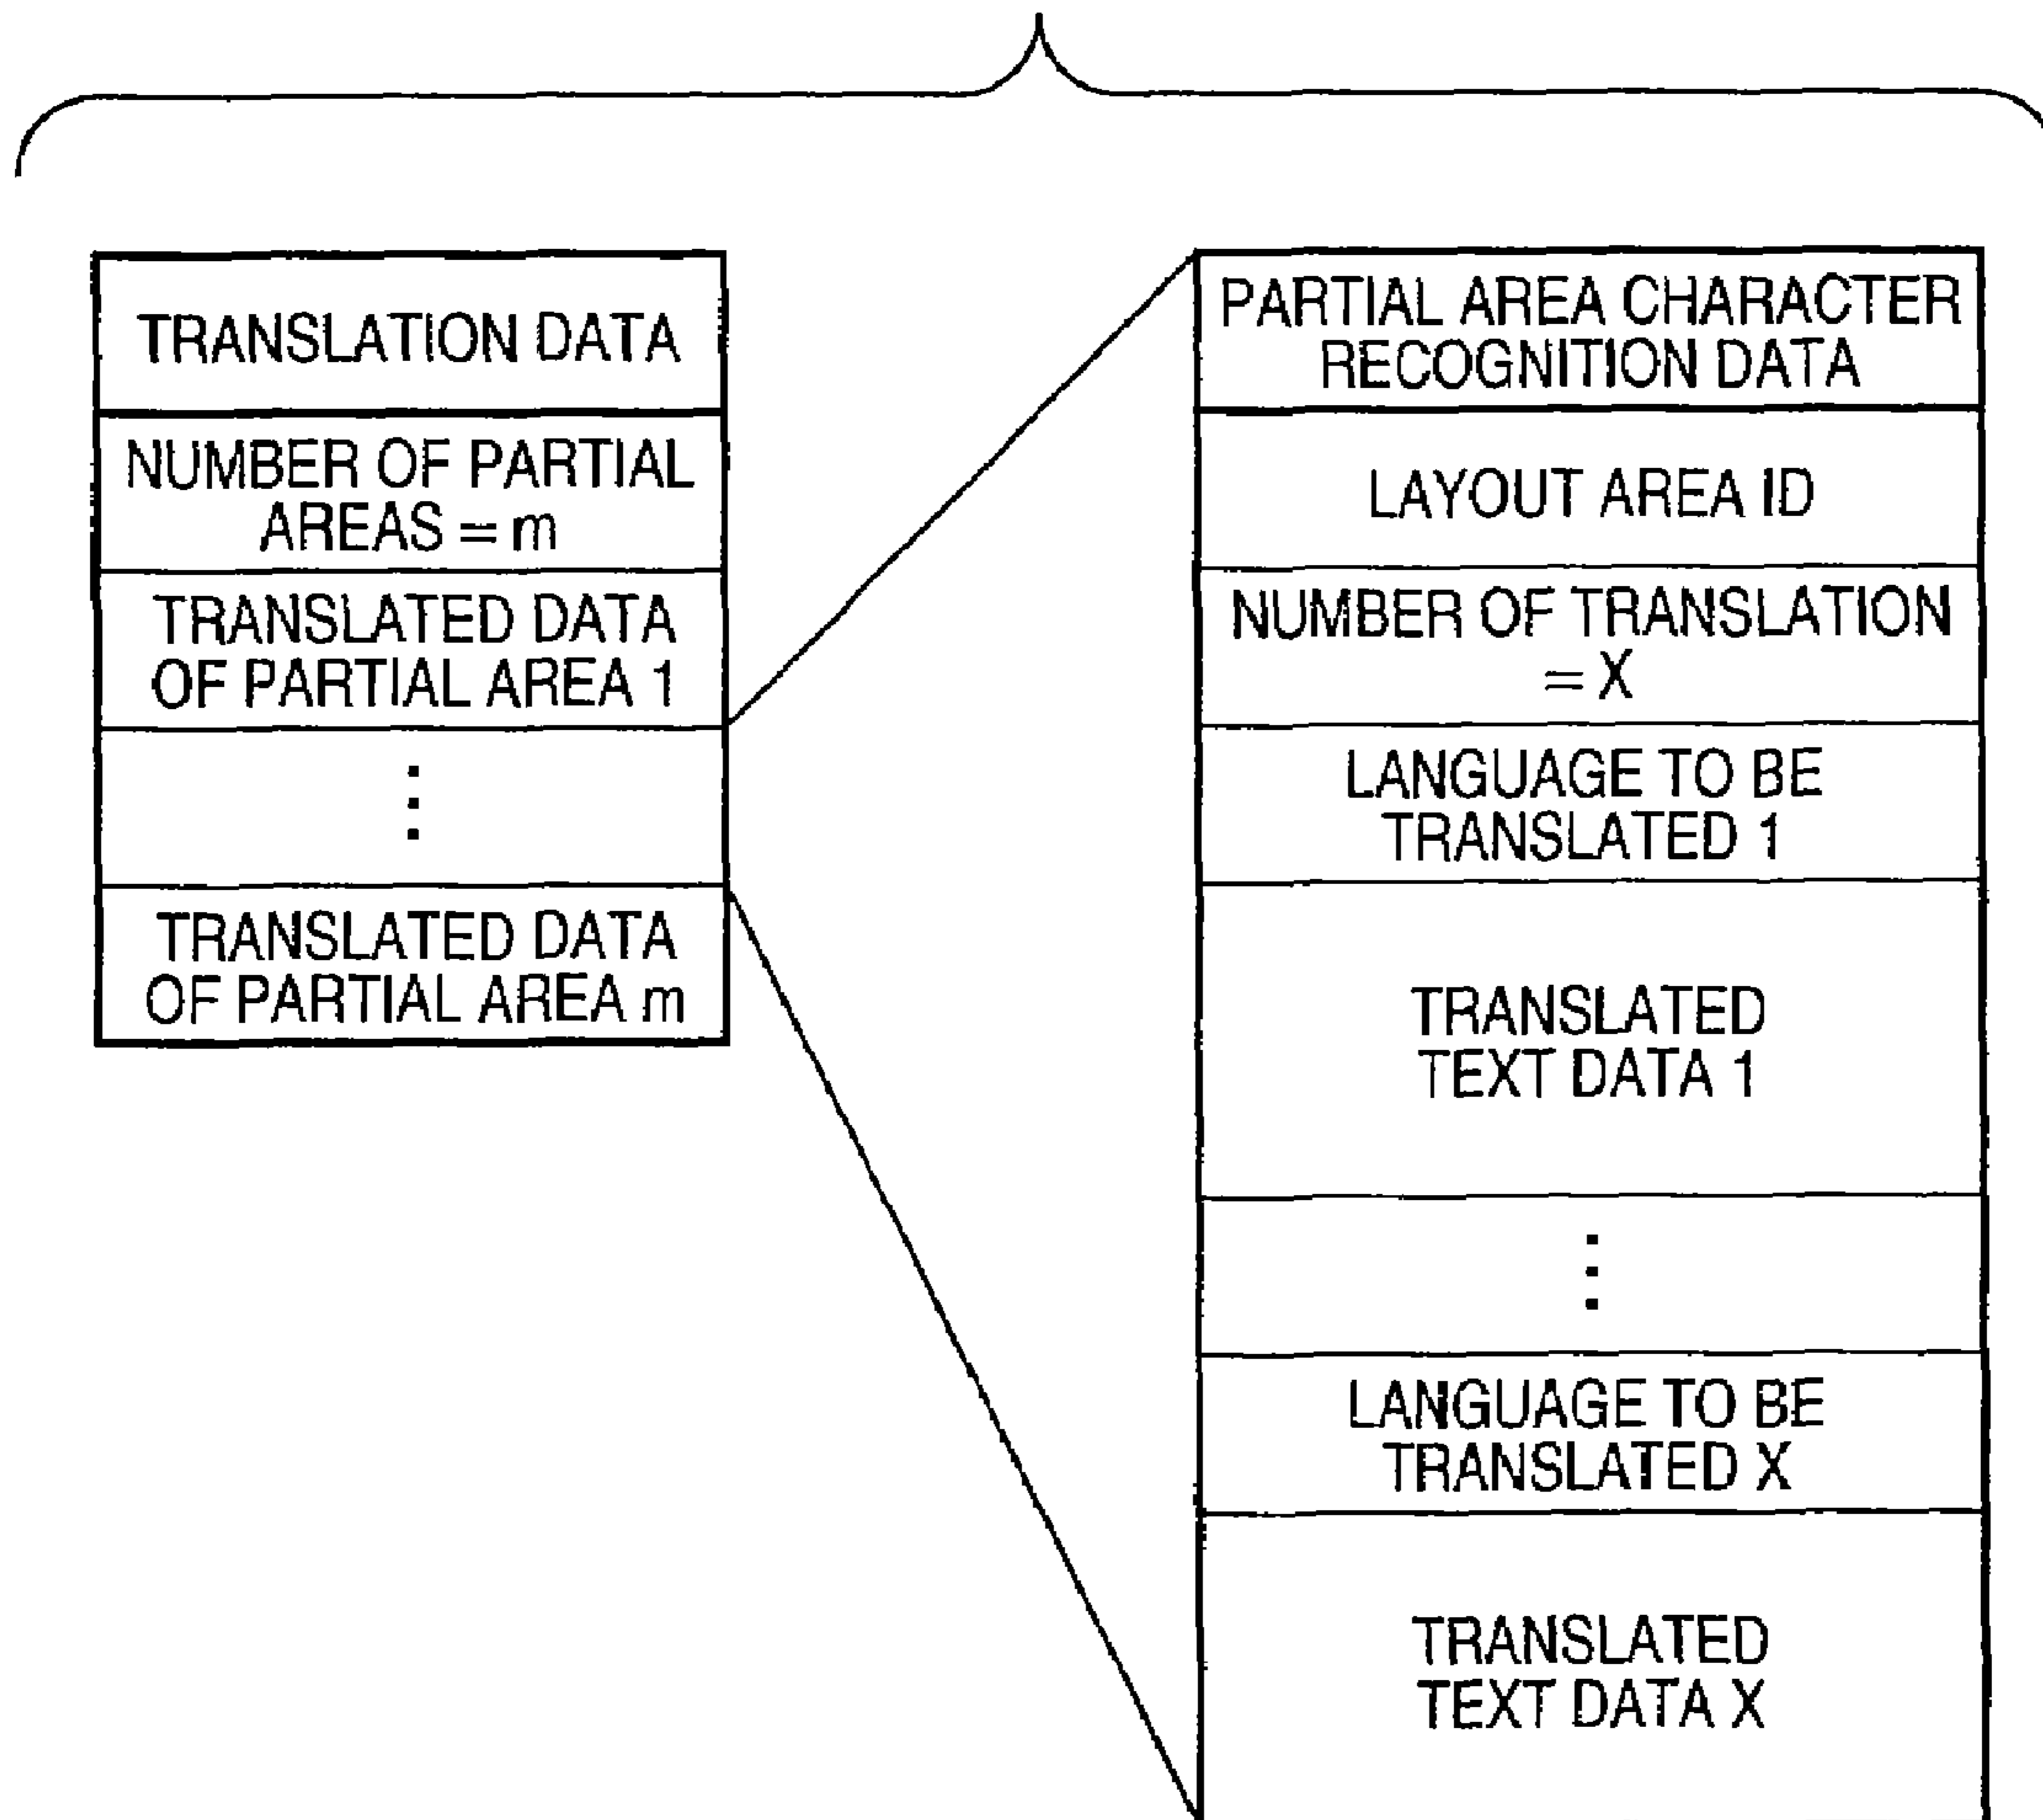 TRANSLATION DATA
NUMBER OF PARTIAL
AREAS = m
TRANSLATED DATA
OF PARTIAL AREA 1
⋮
TRANSLATED DATA
OF PARTIAL AREA m
PARTIAL AREA CHARACTER
RECOGNITION DATA
LAYOUT AREA ID
NUMBER OF TRANSLATION
= X
LANGUAGE TO BE
TRANSLATED 1
TRANSLATED
TEXT DATA 1
⋮
LANGUAGE TO BE
TRANSLATED X
TRANSLATED
TEXT DATA X